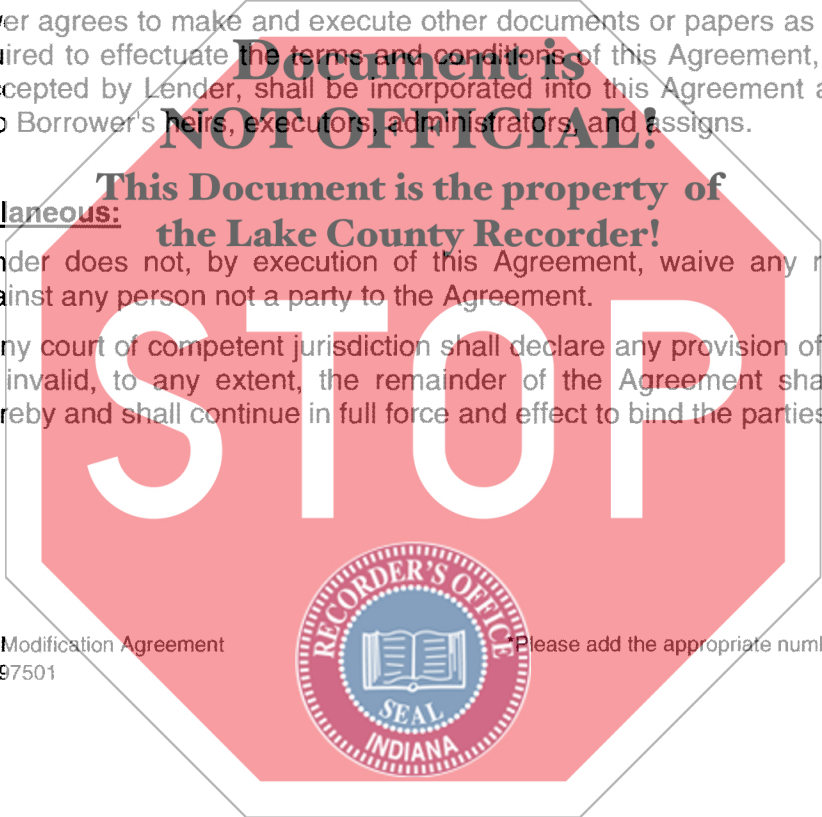 er agrees to make and execute other documents or papers as
ired to effectuate the terms and conditions of this Agreement,
cepted by Lender, shall be incorporated into this Agreement a
o Borrower's heirs, executors, administrators, and assigns.
Document is
NOT OFFICIAL!
This Document is the property of
the Lake County Recorder!
laneous:
nder does not, by execution of this Agreement, waive any r
ainst any person not a party to the Agreement.
ny court of competent jurisdiction shall declare any provision of
invalid, to any extent, the remainder of the Agreement sha
reby and shall continue in full force and effect to bind the parties
STOP
RECORDER'S OFFICE
SEAL
INDIANA
Modification Agreement
*Please add the appropriate numb
97501